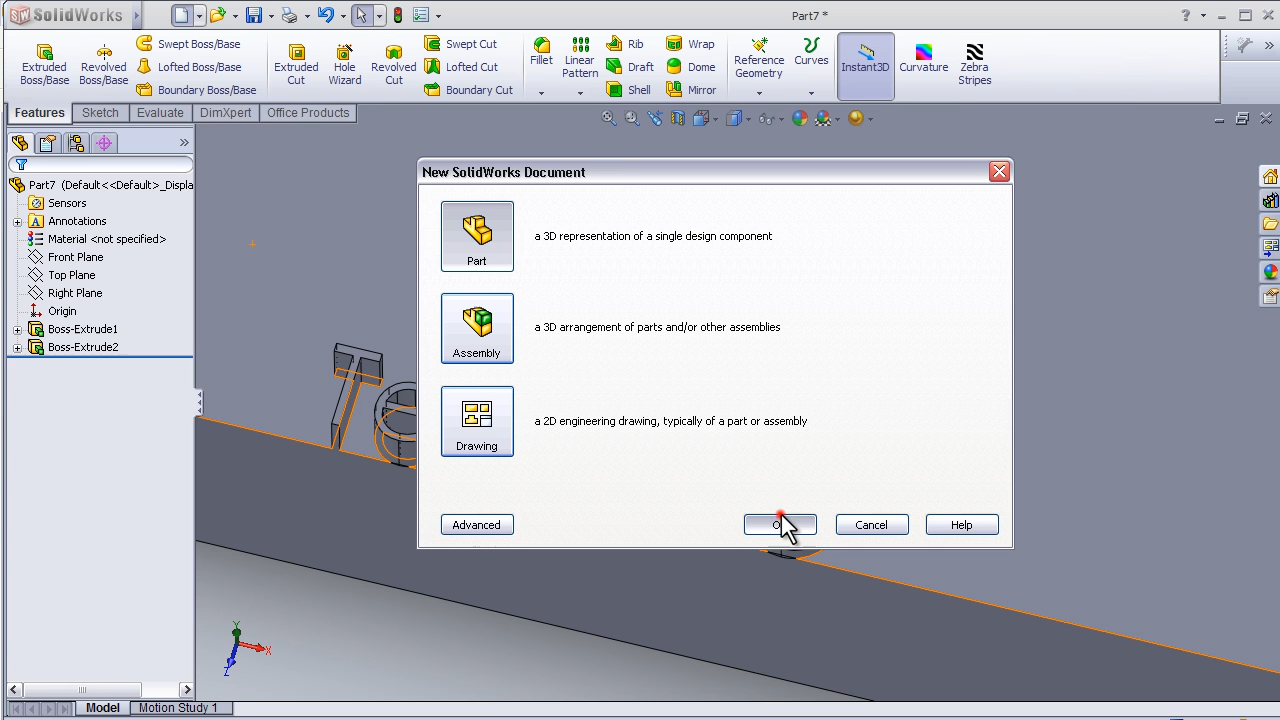 SolidWorks
Part7 *
Extruded Boss/Base
Revolved Boss/Base
Swept Boss/Base
Lofted Boss/Base
Boundary Boss/Base
Extruded Cut
Hole Wizard
Revolved Cut
Swept Cut
Lofted Cut
Boundary Cut
Fillet
Linear Pattern
Rib
Draft
Shell
Wrap
Dome
Mirror
Reference Geometry
Curves
Instant3D
Curvature
Zebra Stripes
Features
Sketch
Evaluate
DimXpert
Office Products
Part7 (Default<<Default>_Displa
Sensors
Annotations
Material <not specified>
Front Plane
Top Plane
Right Plane
Origin
Boss-Extrude1
Boss-Extrude2
New SolidWorks Document
Part
a 3D representation of a single design component
Assembly
a 3D arrangement of parts and/or other assemblies
Drawing
a 2D engineering drawing, typically of a part or assembly
Advanced
Cancel
Help
Y
X
Z
Model
Motion Study 1